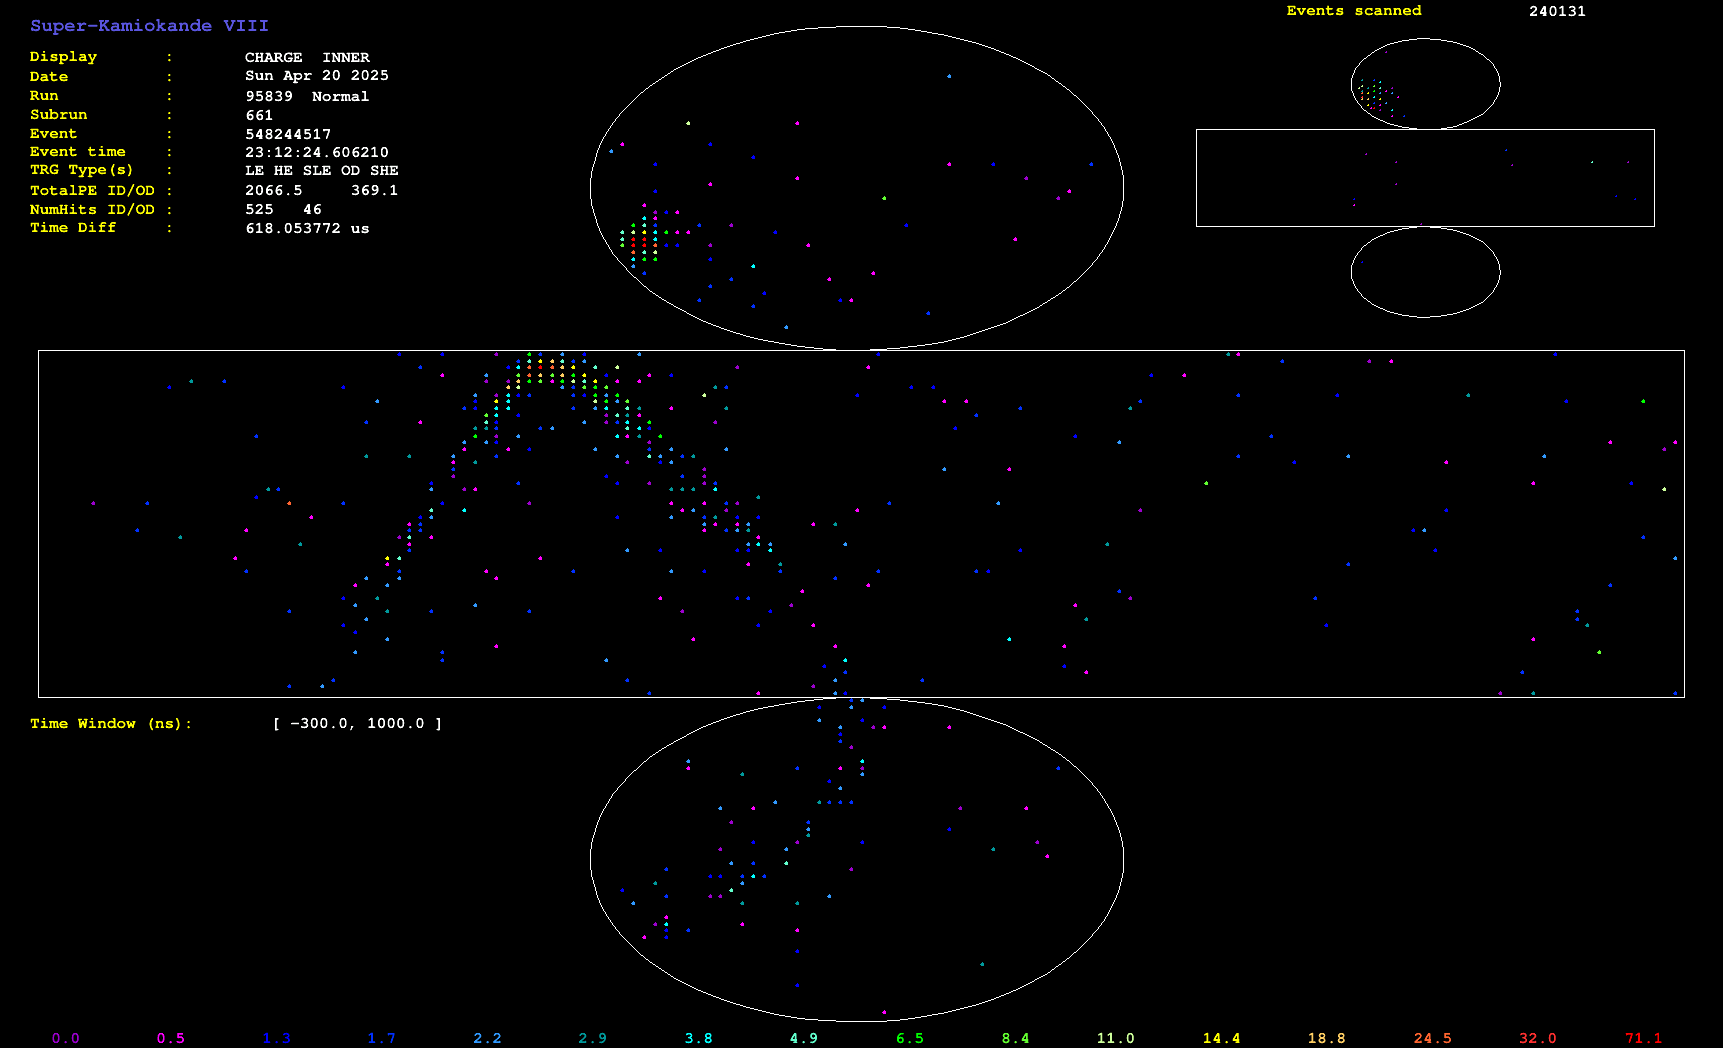 Super-Kamiokande VIII
Events scanned 240131
Display : CHARGE INNER
Date : Sun Apr 20 2025
Run : 95839 Normal
Subrun : 661
Event : 548244517
Event time : 23:12:24.606210
TRG Type(s) : LE HE SLE OD SHE
TotalPE ID/OD : 2066.5 369.1
NumHits ID/OD : 525 46
Time Diff : 618.053772 us
Time Window (ns): [ -300.0, 1000.0 ]
0.0 0.5 1.3 1.7 2.2 2.9 3.8 4.9 6.5 8.4 11.0 14.4 18.8 24.5 32.0 71.1